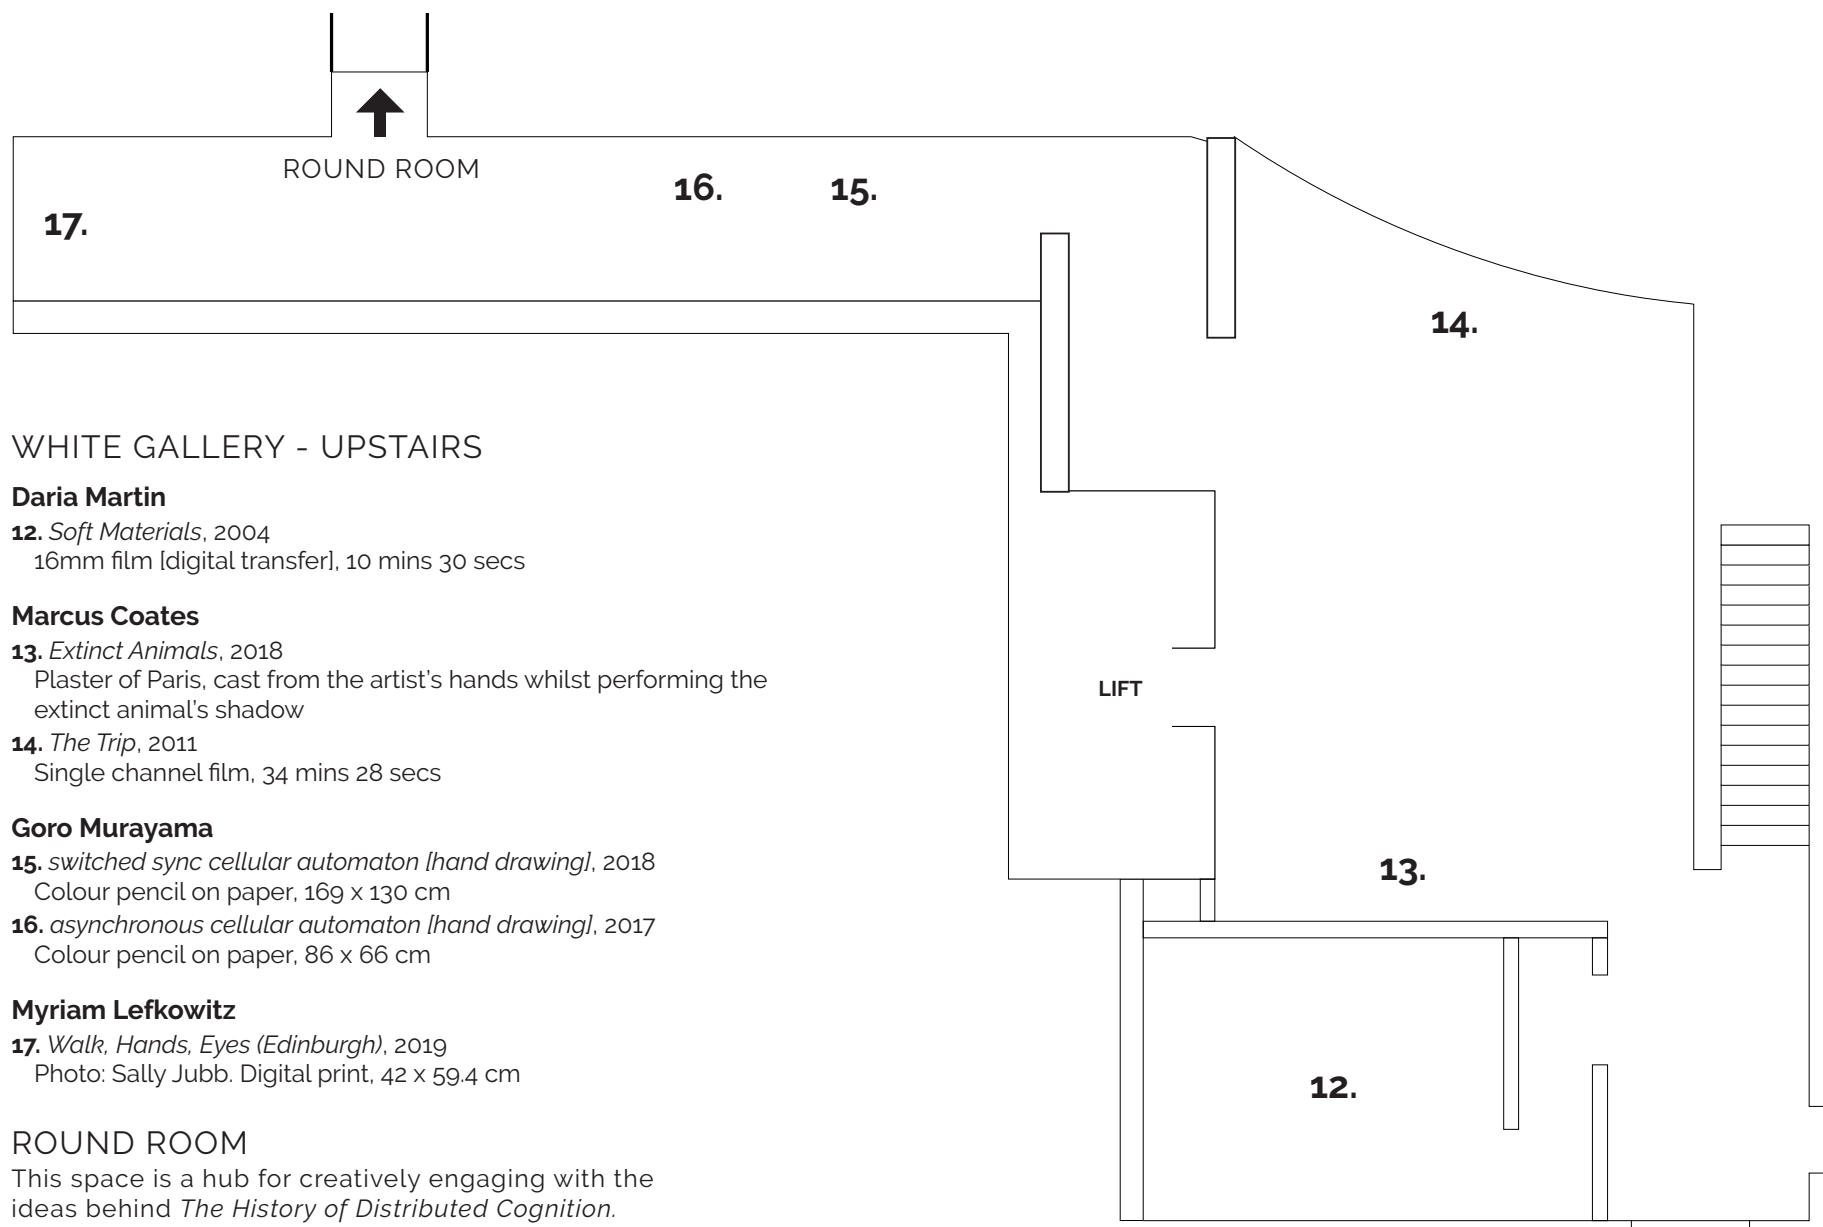 ROUND ROOM
16.
15.
17.
14.
WHITE GALLERY - UPSTAIRS
Daria Martin
12. Soft Materials, 2004
16mm film [digital transfer], 10 mins 30 secs
Marcus Coates
13. Extinct Animals, 2018
Plaster of Paris, cast from the artist's hands whilst performing the
extinct animal's shadow
14. The Trip, 2011
Single channel film, 34 mins 28 secs
Goro Murayama
15. switched sync cellular automaton [hand drawing], 2018
Colour pencil on paper, 169 x 130 cm
16. asynchronous cellular automaton [hand drawing], 2017
Colour pencil on paper, 86 x 66 cm
Myriam Lefkowitz
17. Walk, Hands, Eyes (Edinburgh), 2019
Photo: Sally Jubb. Digital print, 42 x 59.4 cm
ROUND ROOM
This space is a hub for creatively engaging with the
ideas behind The History of Distributed Cognition.
LIFT
13.
12.